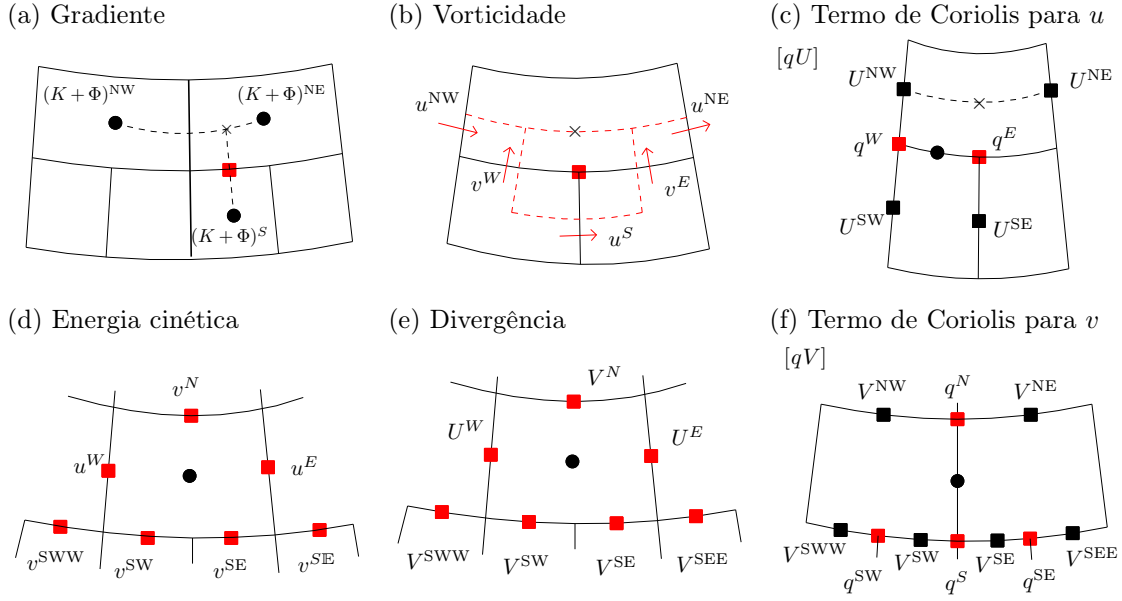 (a) Gradiente
(K + Φ)^NW
(K + Φ)^NE
(K + Φ)^S
(b) Vorticidade
u^NW
u^NE
v^W
v^E
u^S
(c) Termo de Coriolis para u
[qU]
U^NW
U^NE
q^W
q^E
U^SW
U^SE
(d) Energia cinética
v^N
u^W
u^E
v^SWW
v^SW
v^SE
v^SE
(e) Divergência
V^N
U^W
U^E
V^SWW
V^SW
V^SE
V^SEE
(f) Termo de Coriolis para v
[qV]
V^NW
q^N
V^NE
V^SWW
V^SW
V^SE
V^SEE
q^SW
q^S
q^SE